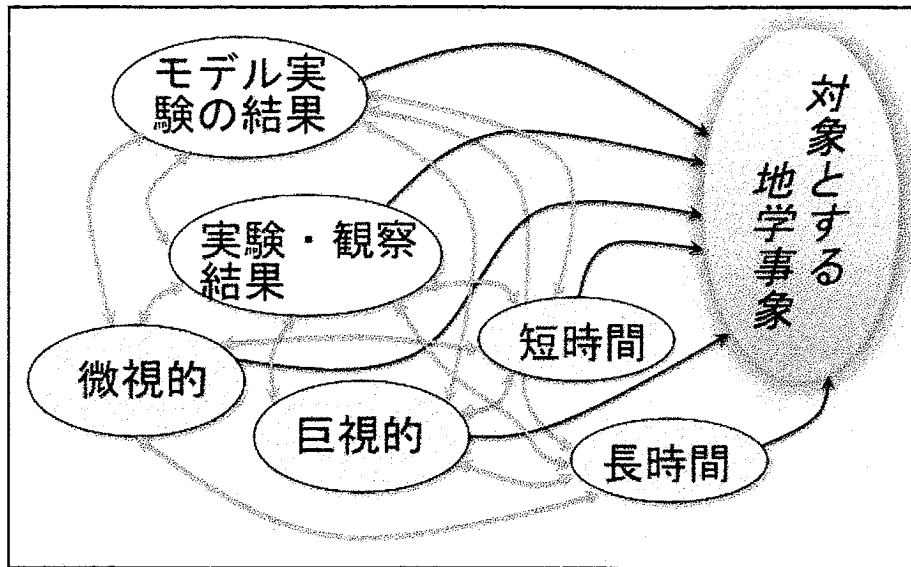 モデル実
験の結果
実験・観察
結果
微視的
巨視的
短時間
長時間
対象とする
地学事象